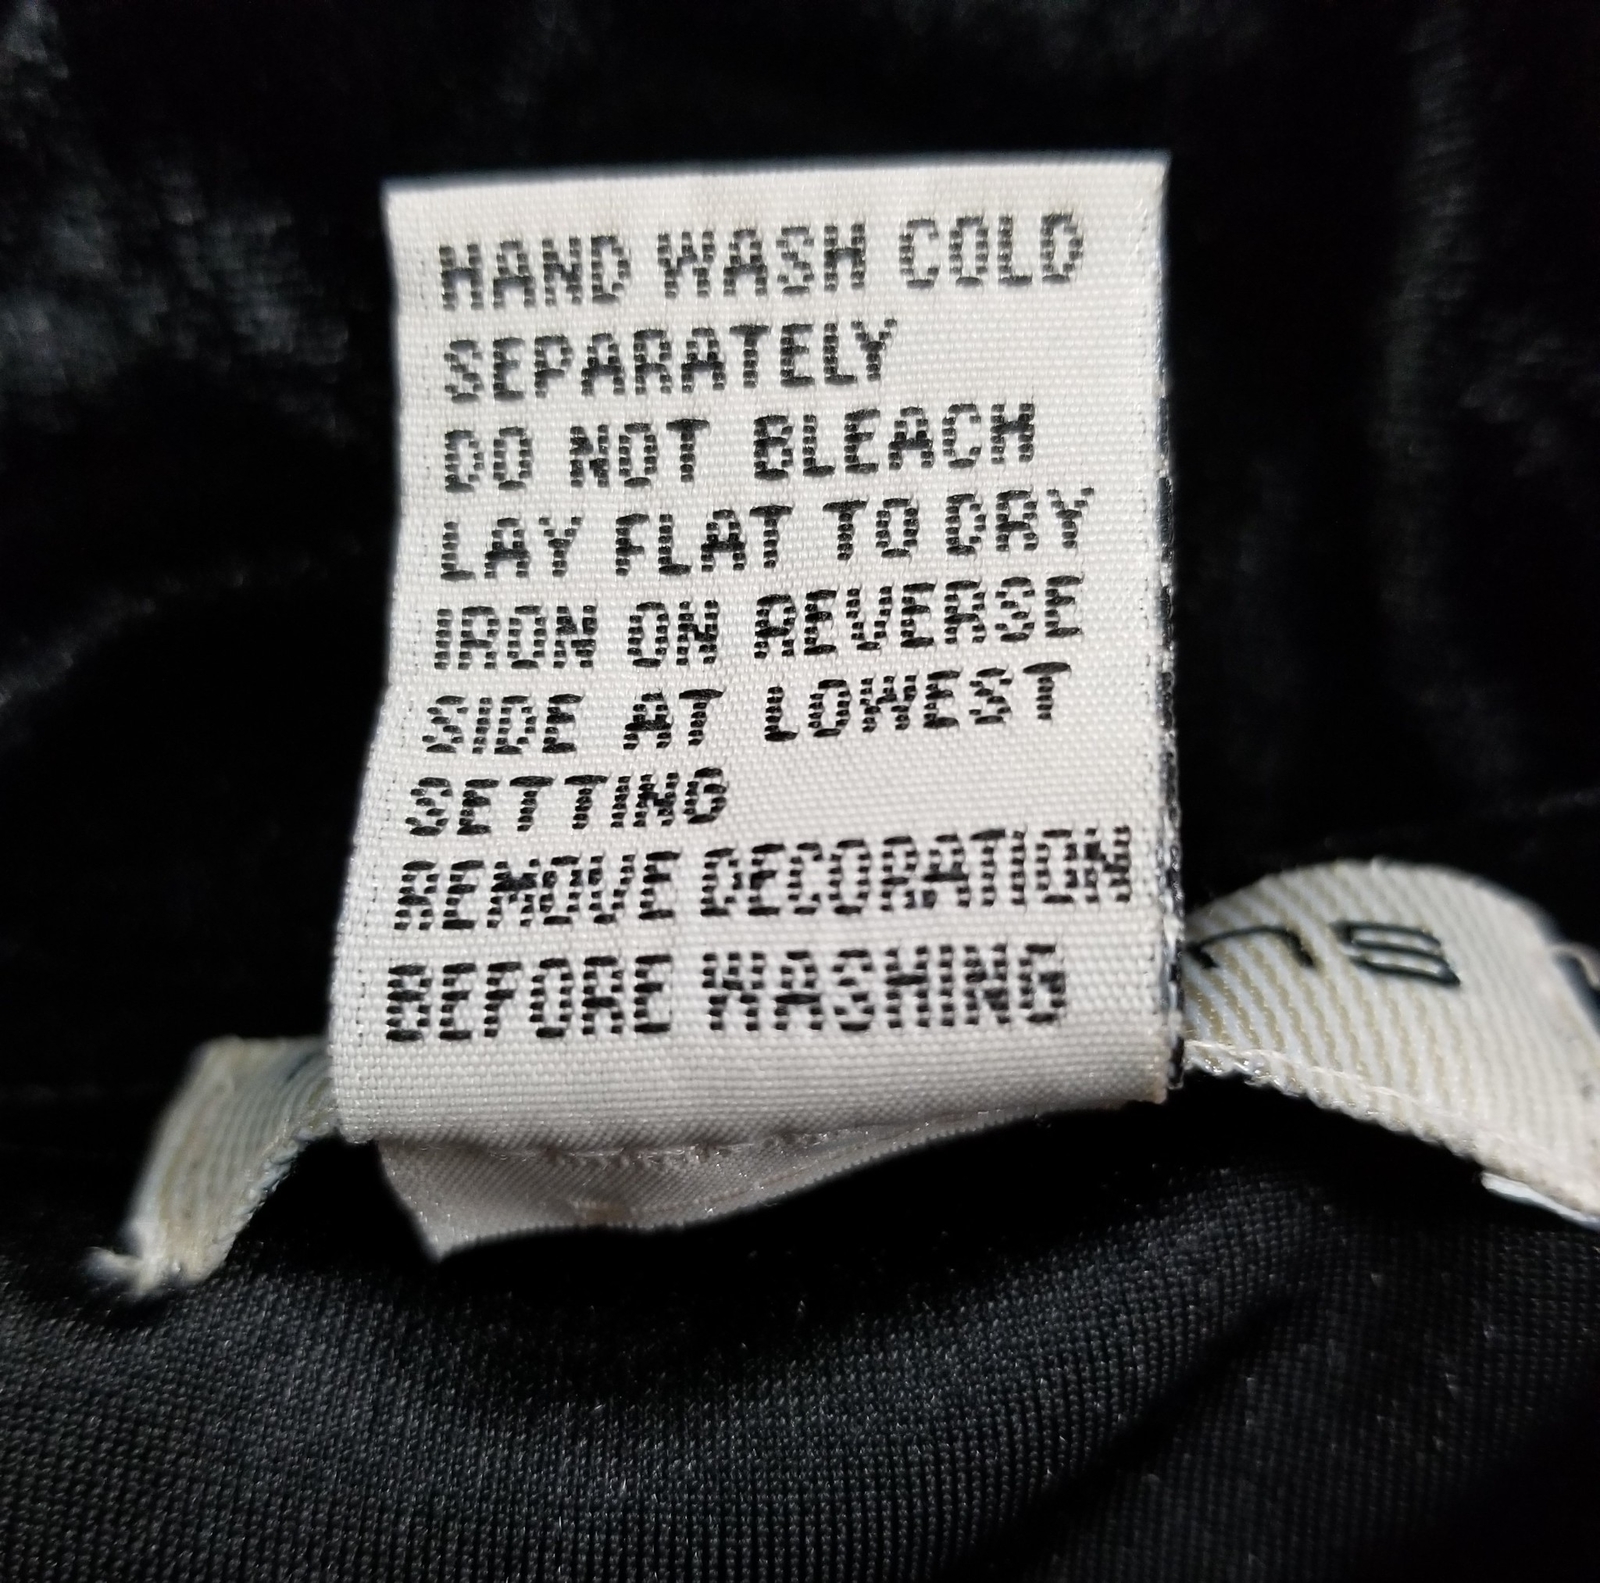 HAND WASH COLD
SEPARATELY
DO NOT BLEACH
LAY FLAT TO DRY
IRON ON REVERSE
SIDE AT LOWEST
SETTING
REMOVE DECORATION
BEFORE WASHING